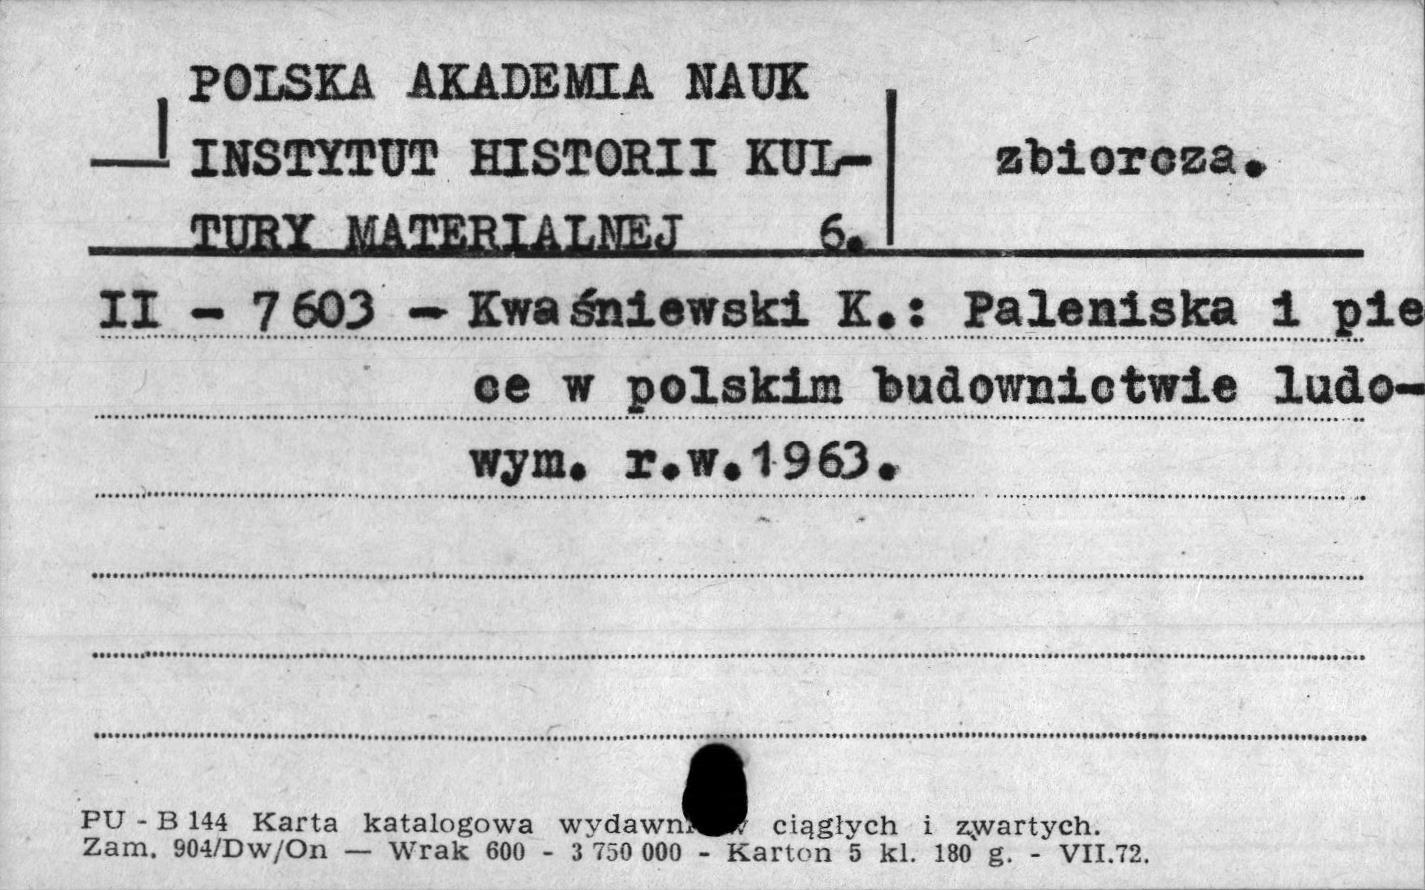 POLSKA AKADEMIA NAUK
INSTYTUT HISTORII KUL-
zbiorcza.
TURY MATERIALNEJ 6.
II - 7603 - Kwaśniewski K.: Paleniska i pie
ce w polskim budownictwie ludo-
wym. r.w.1963.
PU - B 144 Karta katalogowa ciągłych i zwartych.
Zam. 904/Dw/On — Wrak 600 - 3 750 000 - Karton 5 kl. 180 g. - VII.72.